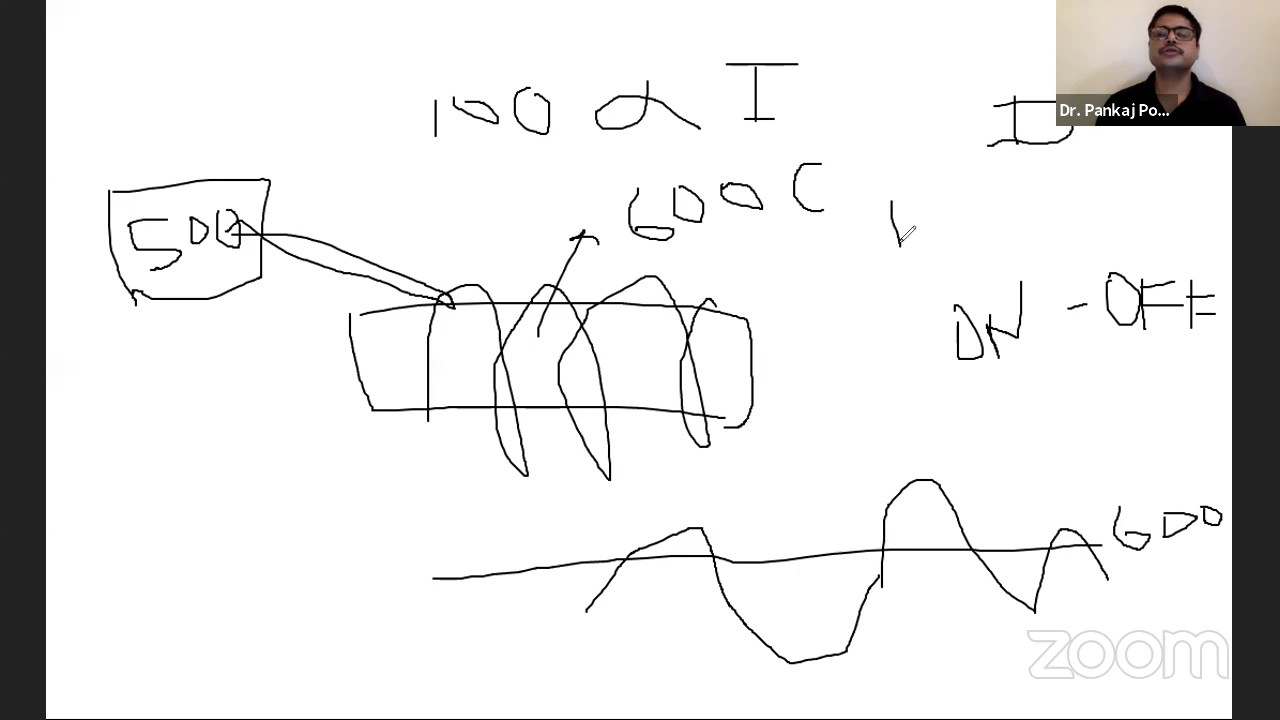 100 α I
D
Dr. Pankaj Po...
600 C
500
ON - OFF
600
zoom